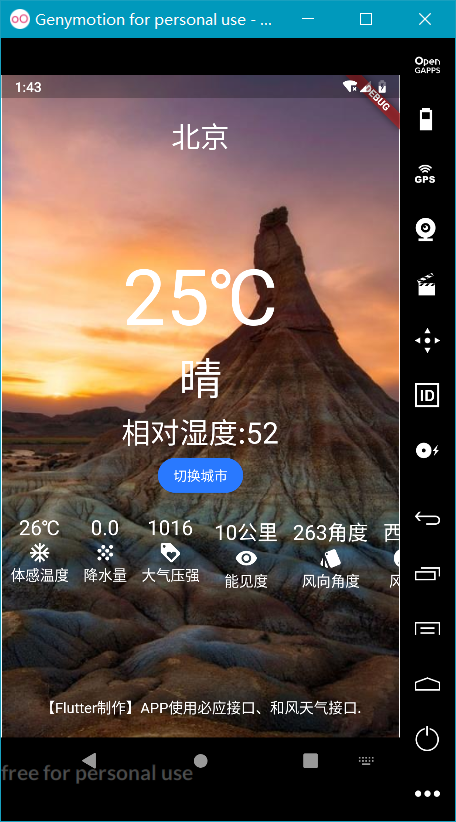 Genymotion for personal use - ...
Open
GAPPS
1:43
DEBUG
北京
GPS
25℃
晴
ID
相对湿度:52
切换城市
26℃ 0.0 1016 10公里 263角度 西
体感温度 降水量 大气压强 能见度 风向角度 风
【Flutter制作】APP使用必应接口、和风天气接口.
free for personal use